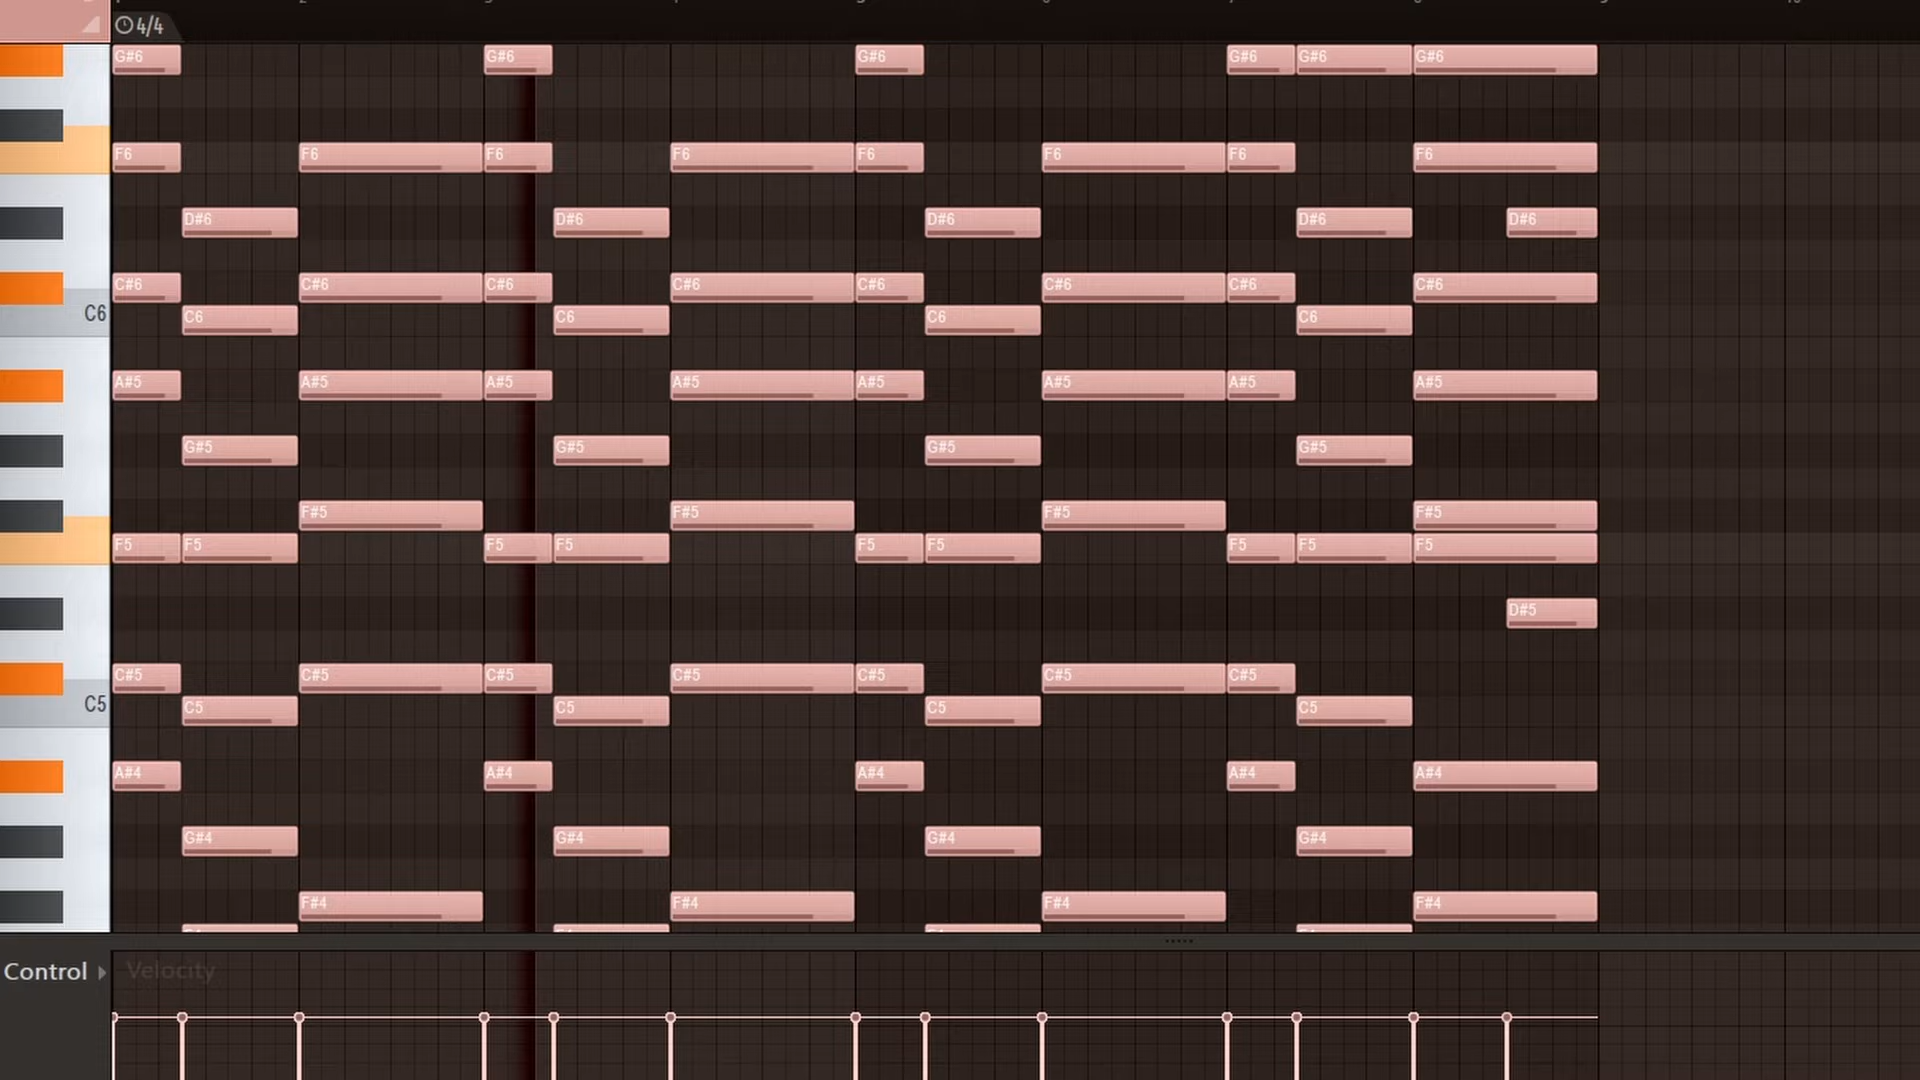 4/4
G#6 G#6 G#6 G#6 G#6 G#6
F6 F6 F6 F6 F6 F6 F6 F6
D#6 D#6 D#6 D#6 D#6
C#6 C#6 C#6 C#6 C#6 C#6 C#6 C#6
C6 C6 C6 C6 C6
A#5 A#5 A#5 A#5 A#5 A#5 A#5 A#5
G#5 G#5 G#5 G#5
F#5 F#5 F#5 F#5
F5 F5 F5 F5 F5 F5 F5 F5 F5
D#5
C#5 C#5 C#5 C#5 C#5 C#5 C#5
C5 C5 C5 C5 C5
A#4 A#4 A#4 A#4 A#4
G#4 G#4 G#4 G#4
F#4 F#4 F#4 F#4
Control Velocity